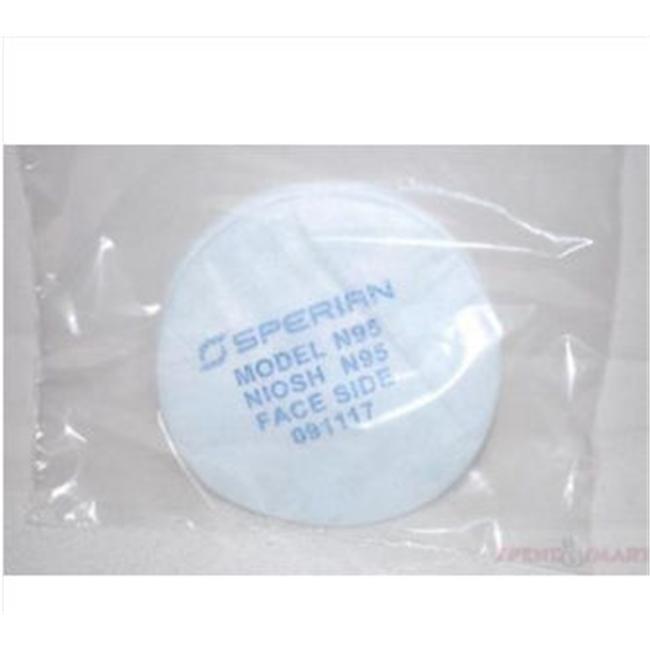 SPERIAN
MODEL N95
NIOSH N95
FACE SIDE
091117